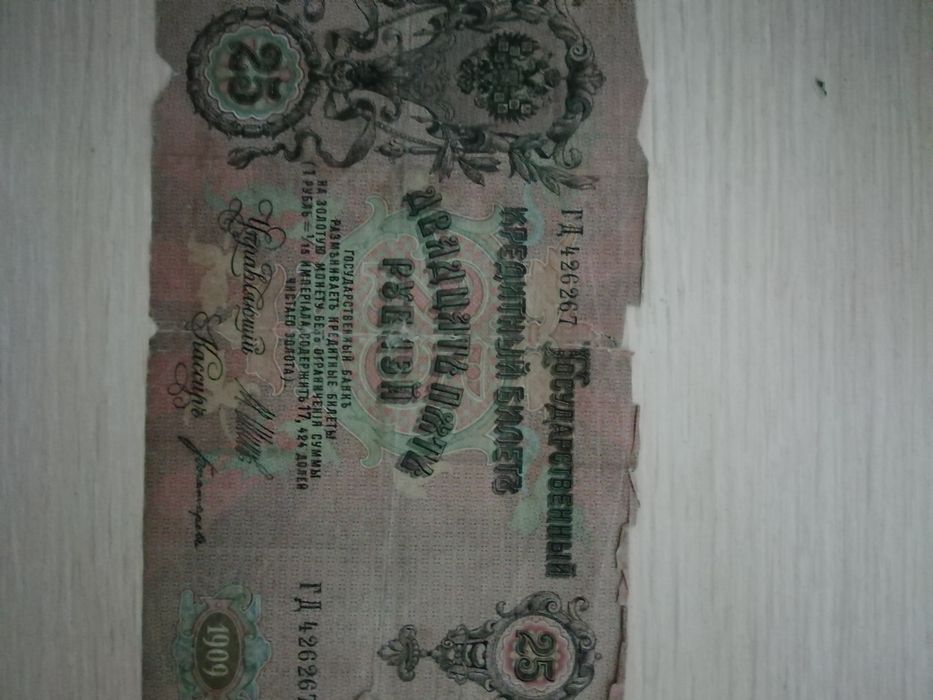 25
ГД 426267
ГОСУДАРСТВЕННЫЙ
КРЕДИТНЫЙ БИЛЕТЪ
ДВАДЦАТЬ ПЯТЬ
РУБЛЕЙ
ГОСУДАРСТВЕННЫЙ БАНКЪ
РАЗМѢНИВАЕТЪ КРЕДИТНЫЕ БИЛЕТЫ
НА ЗОЛОТУЮ МОНЕТУ БЕЗЪ ОГРАНИЧЕНІЯ СУММЫ
(1 РУБЛЬ = 1/15 ИМПЕРІАЛА, СОДЕРЖИТЪ 17,424 ДОЛЕЙ
ЧИСТАГО ЗОЛОТА).
Управляющій
Кассиръ
25
ГД 426267
1909